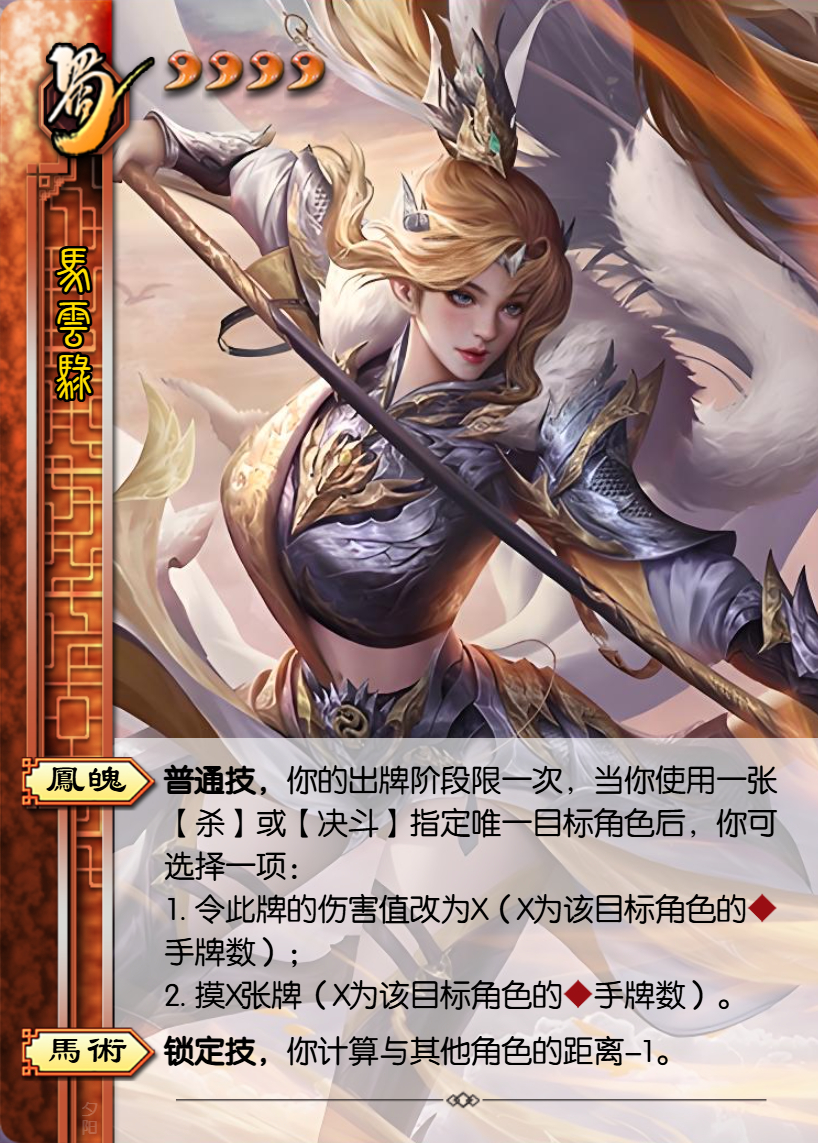 蜀
馬雲騄
鳳魄
普通技，你的出牌阶段限一次，当你使用一张
【杀】或【决斗】指定唯一目标角色后，你可
选择一项：
1. 令此牌的伤害值改为X（X为该目标角色的◆
手牌数）；
2. 摸X张牌（X为该目标角色的◆手牌数）。
馬術
锁定技，你计算与其他角色的距离-1。
夕阳